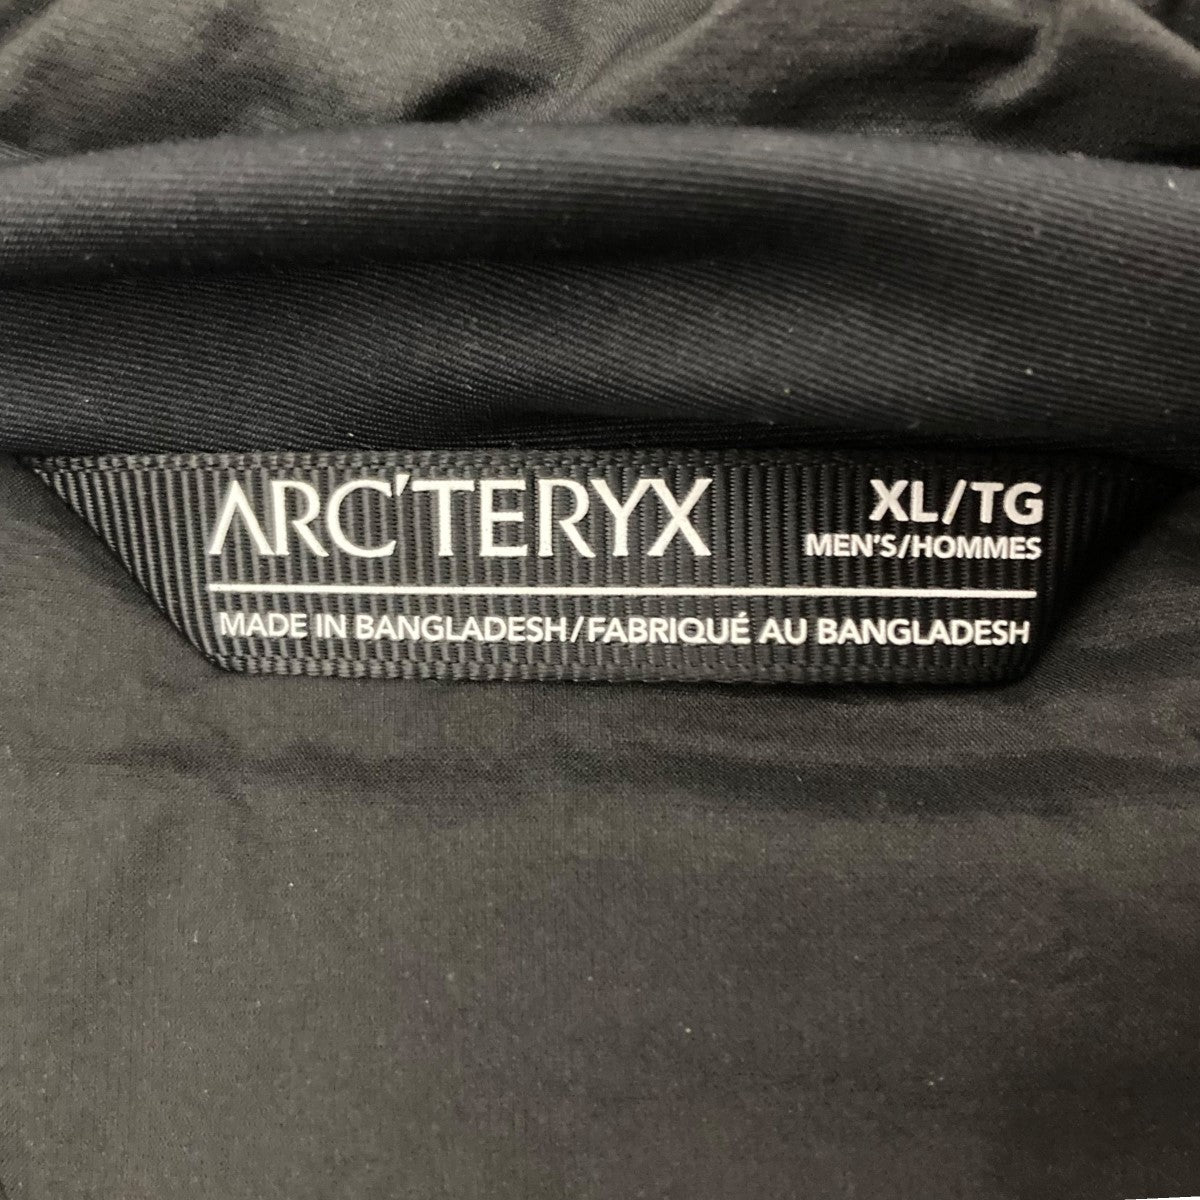 ARC'TERYX
XL/TG
MEN'S/HOMMES
MADE IN BANGLADESH/FABRIQUÉ AU BANGLADESH